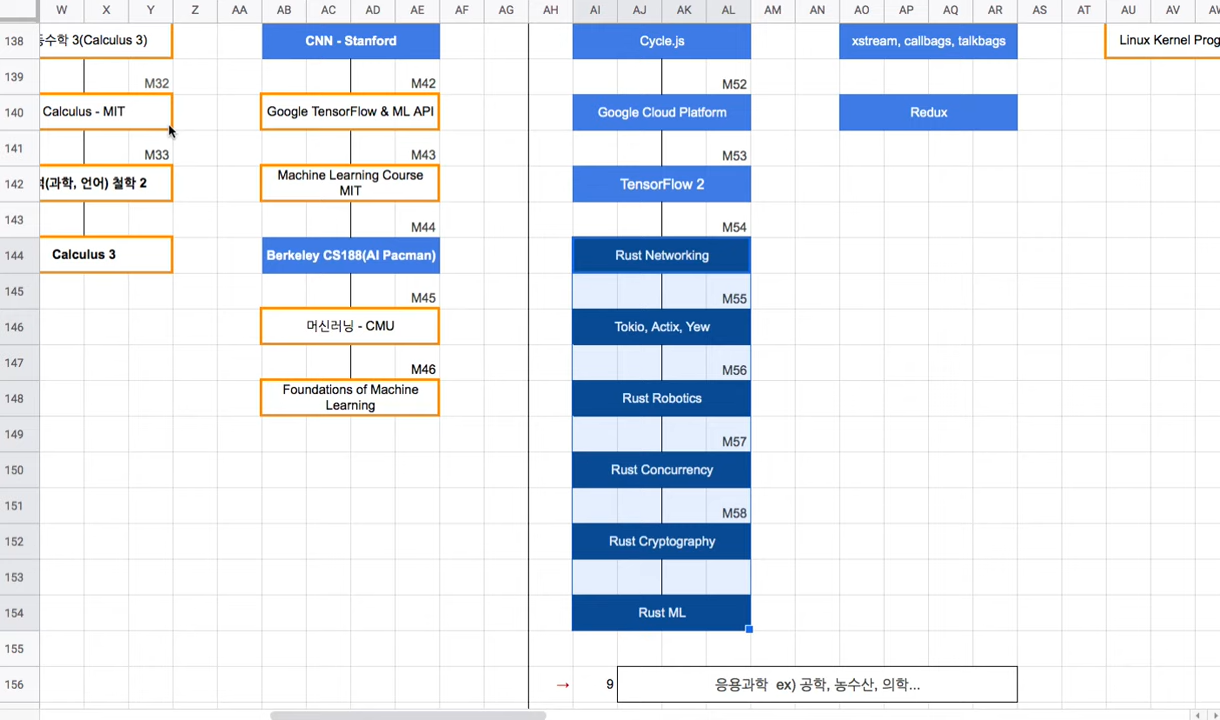 W X Y Z AA AB AC AD AE AF AG AH AI AJ AK AL AM AN AO AP AQ AR AS AT AU AV
138 등수학 3(Calculus 3) CNN - Stanford Cycle.js xstream, callbags, talkbags Linux Kernel Prog
139 M32 M42 M52
140 Calculus - MIT Google TensorFlow & ML API Google Cloud Platform Redux
141 M33 M43 M53
142 (과학, 언어) 철학 2 Machine Learning Course TensorFlow 2
MIT
143 M44 M54
144 Calculus 3 Berkeley CS188(AI Pacman) Rust Networking
145 M45 M55
146 머신러닝 - CMU Tokio, Actix, Yew
147 M46 M56
148 Foundations of Machine Rust Robotics
Learning
149 M57
150 Rust Concurrency
151 M58
152 Rust Cryptography
153
154 Rust ML
155
156 → 9 응용과학 ex) 공학, 농수산, 의학...